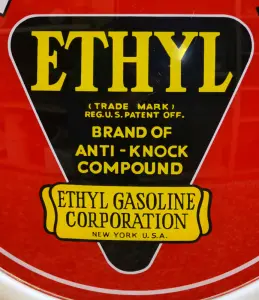 ETHYL
(TRADE MARK)
REG. U.S. PATENT OFF.
BRAND OF
ANTI-KNOCK
COMPOUND
ETHYL GASOLINE
CORPORATION
NEW YORK U.S.A.